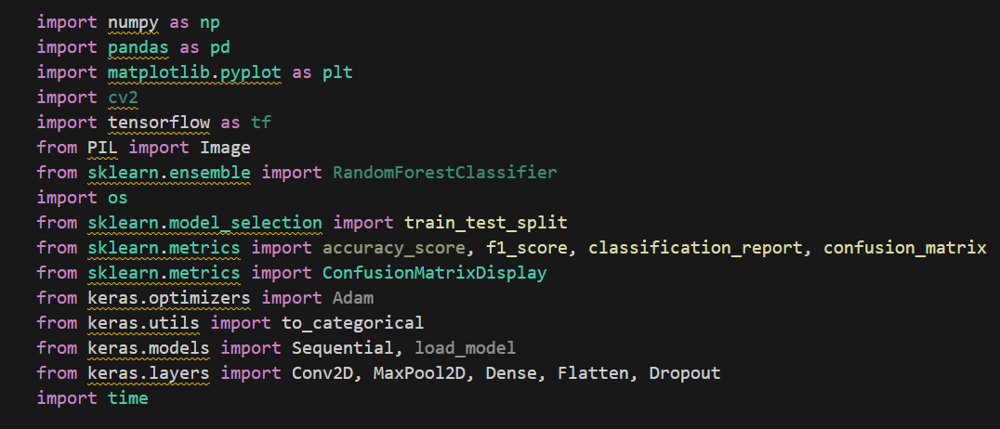 import numpy as np
import pandas as pd
import matplotlib.pyplot as plt
import cv2
import tensorflow as tf
from PIL import Image
from sklearn.ensemble import RandomForestClassifier
import os
from sklearn.model_selection import train_test_split
from sklearn.metrics import accuracy_score, f1_score, classification_report, confusion_matrix
from sklearn.metrics import ConfusionMatrixDisplay
from keras.optimizers import Adam
from keras.utils import to_categorical
from keras.models import Sequential, load_model
from keras.layers import Conv2D, MaxPool2D, Dense, Flatten, Dropout
import time